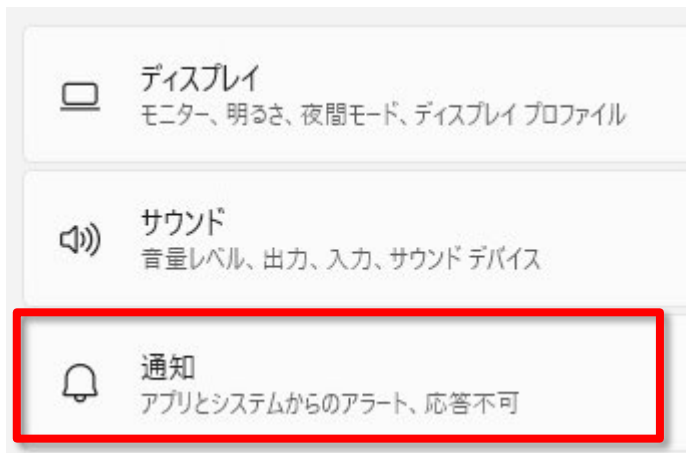 ディスプレイ
モニター、明るさ、夜間モード、ディスプレイ プロファイル
サウンド
音量レベル、出力、入力、サウンド デバイス
通知
アプリとシステムからのアラート、応答不可